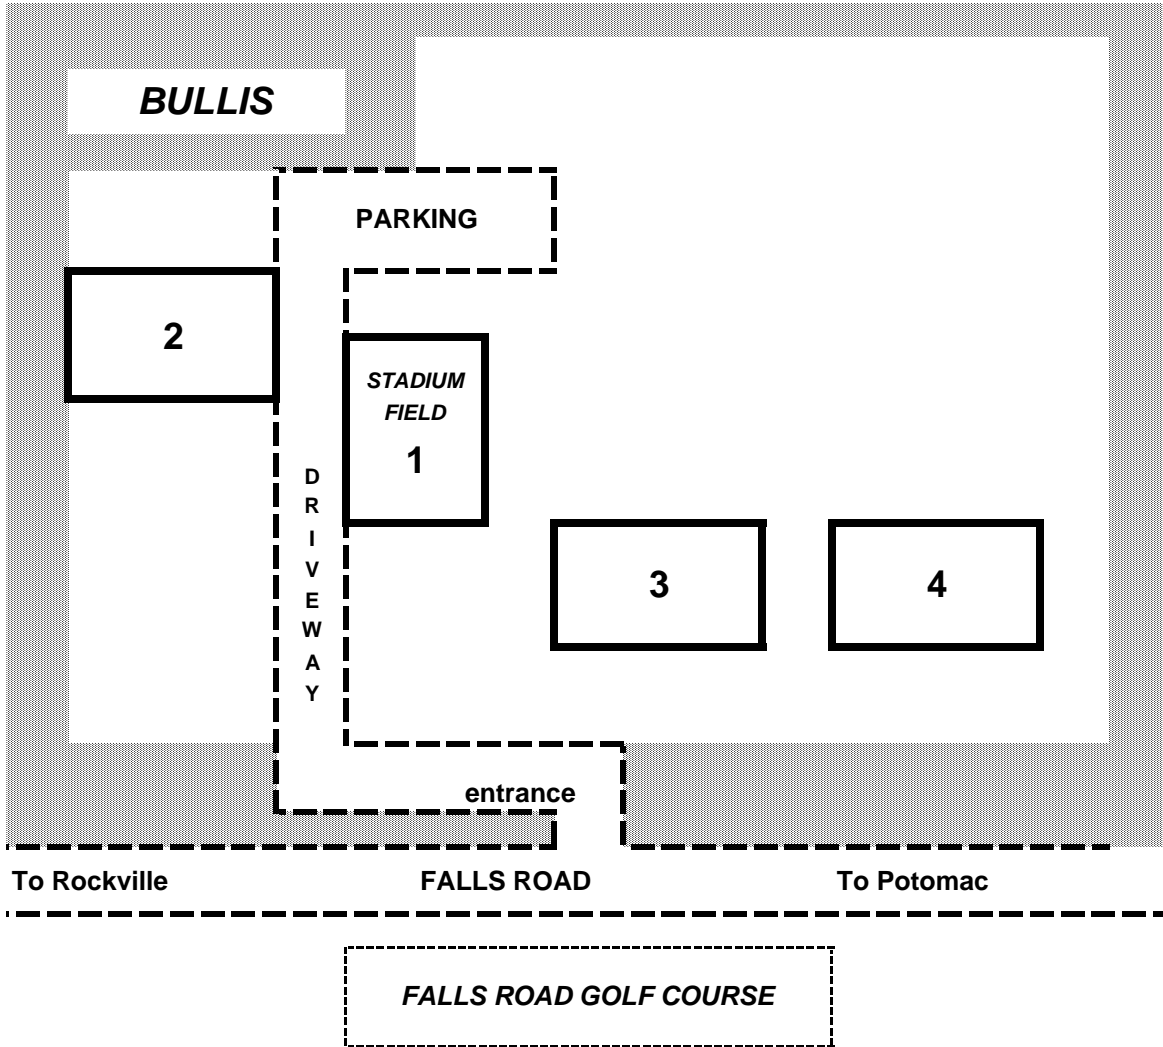 BULLIS
PARKING
2
STADIUM
FIELD
1
D
R
I
V
E
W
A
Y
3
4
entrance
To Rockville
FALLS ROAD
To Potomac
FALLS ROAD GOLF COURSE